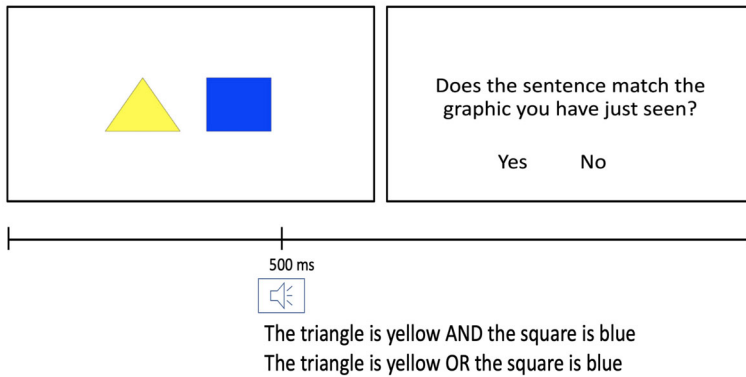 Does the sentence match the
graphic you have just seen?
Yes No
500 ms
The triangle is yellow AND the square is blue
The triangle is yellow OR the square is blue